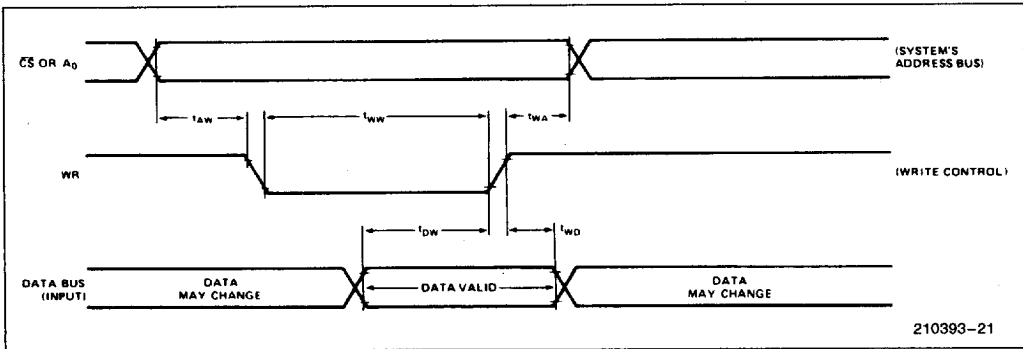 C̅S̅ OR A₀
(SYSTEM'S
ADDRESS BUS)
tAW
tWW
tWA
WR
(WRITE CONTROL)
tDW
tWD
DATA BUS
(INPUT)
DATA
MAY CHANGE
DATA VALID
DATA
MAY CHANGE
210393-21